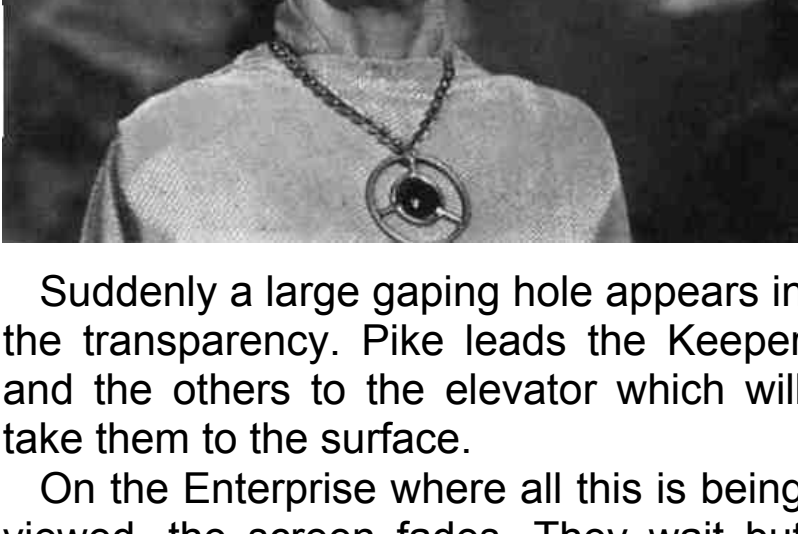 Suddenly a large gaping hole appears in
the transparency. Pike leads the Keeper
and the others to the elevator which will
take them to the surface.
On the Enterprise where all this is being
viewed, the screen fades. They wait but